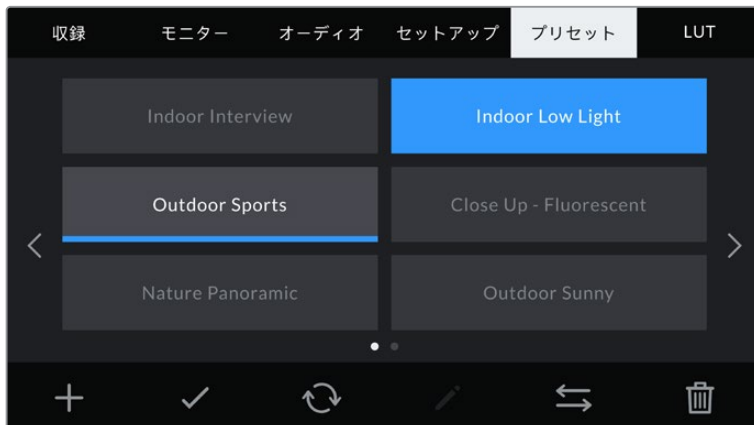 収録 モニター オーディオ セットアップ プリセット LUT
Indoor Interview Indoor Low Light
Outdoor Sports Close Up - Fluorescent
Nature Panoramic Outdoor Sunny